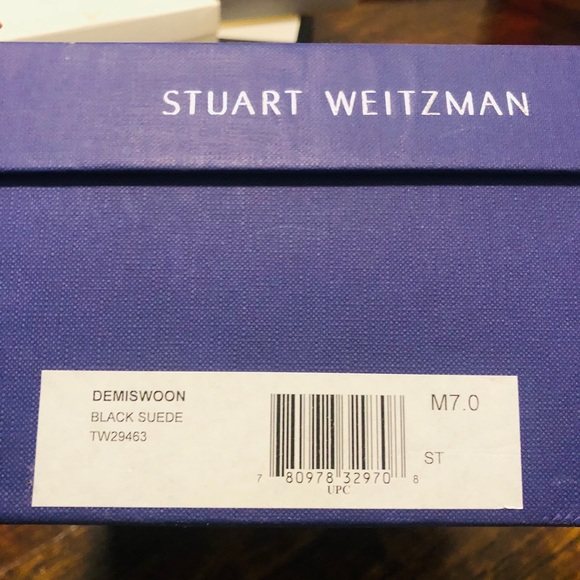 STUART WEITZMAN
DEMISWOON
BLACK SUEDE
TW29463
M7.0
ST
7 80978 32970 8
UPC